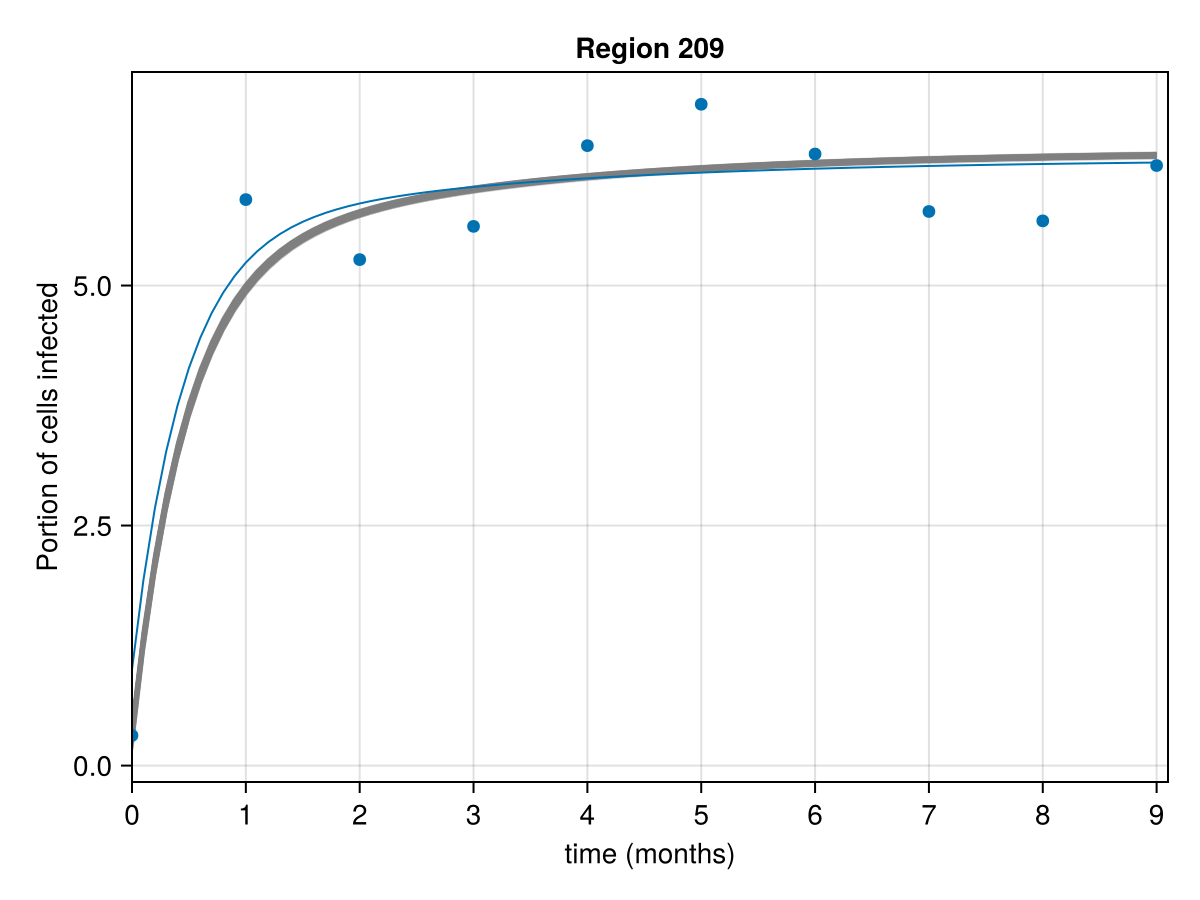 Region 209
Portion of cells infected
5.0
2.5
0.0
0 1 2 3 4 5 6 7 8 9
time (months)